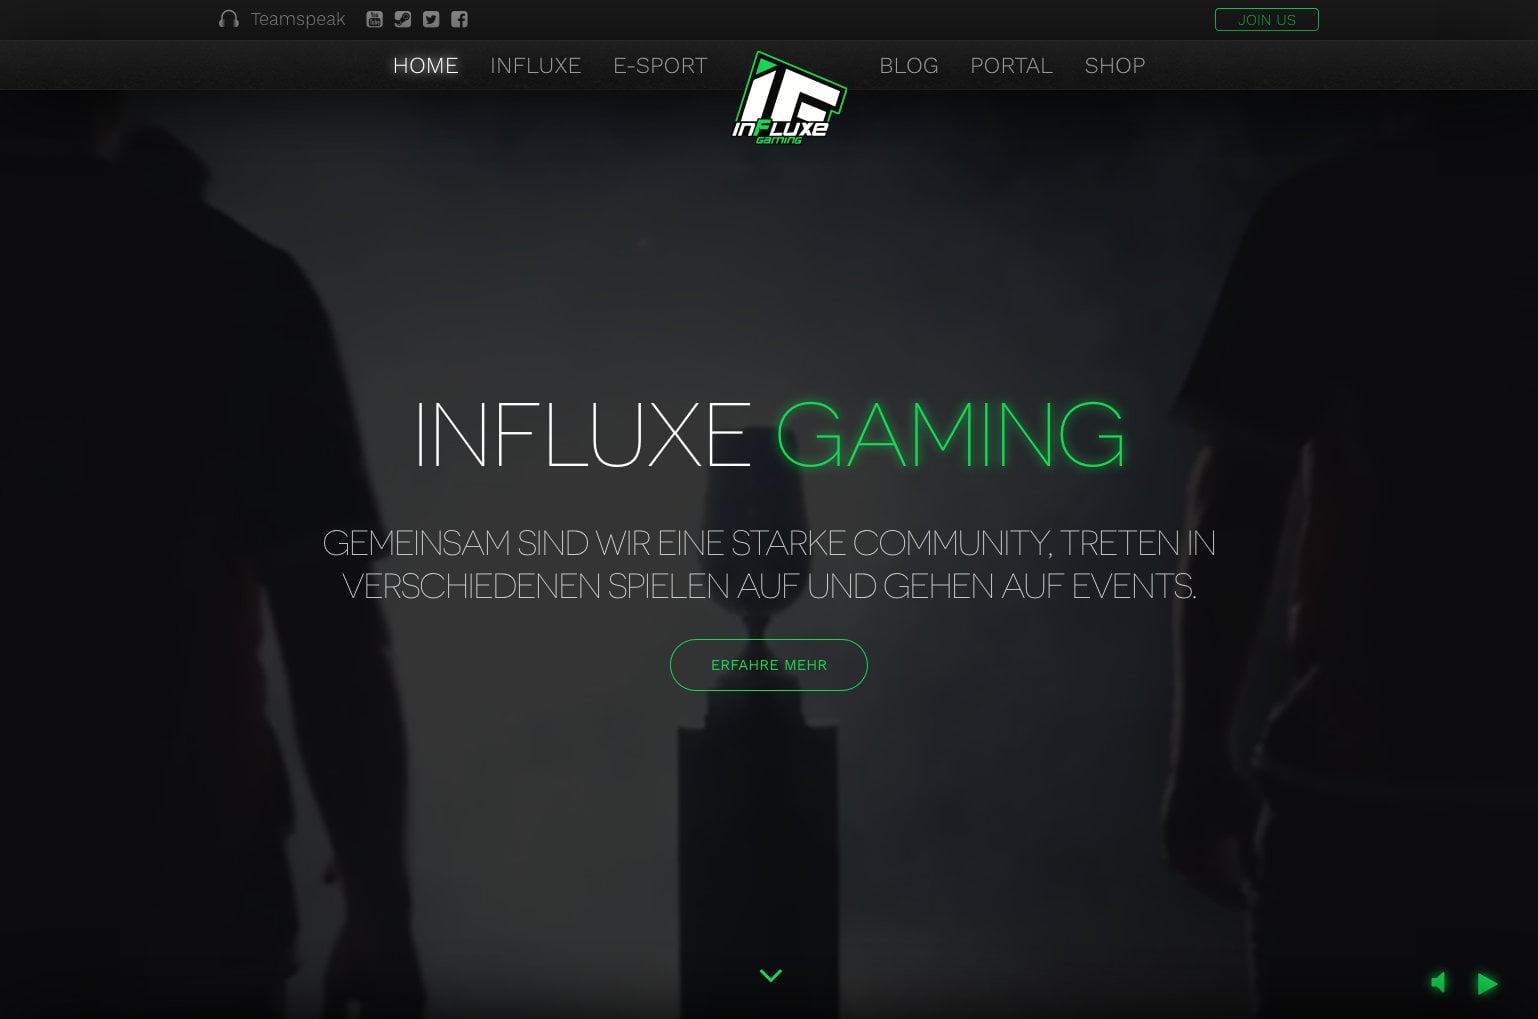 Teamspeak
JOIN US
HOME INFLUXE E-SPORT BLOG PORTAL SHOP
IF
inFLUXe
Gaming
INFLUXE GAMING
GEMEINSAM SIND WIR EINE STARKE COMMUNITY, TRETEN IN
VERSCHIEDENEN SPIELEN AUF UND GEHEN AUF EVENTS.
ERFAHRE MEHR